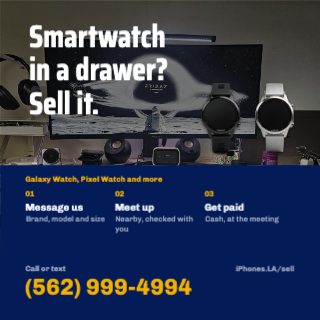 Smartwatch
in a drawer?
Sell it.
Galaxy Watch, Pixel Watch and more
01
Message us
Brand, model and size
02
Meet up
Nearby, checked with
you
03
Get paid
Cash, at the meeting
Call or text
(562) 999-4994
iPhones.LA/sell